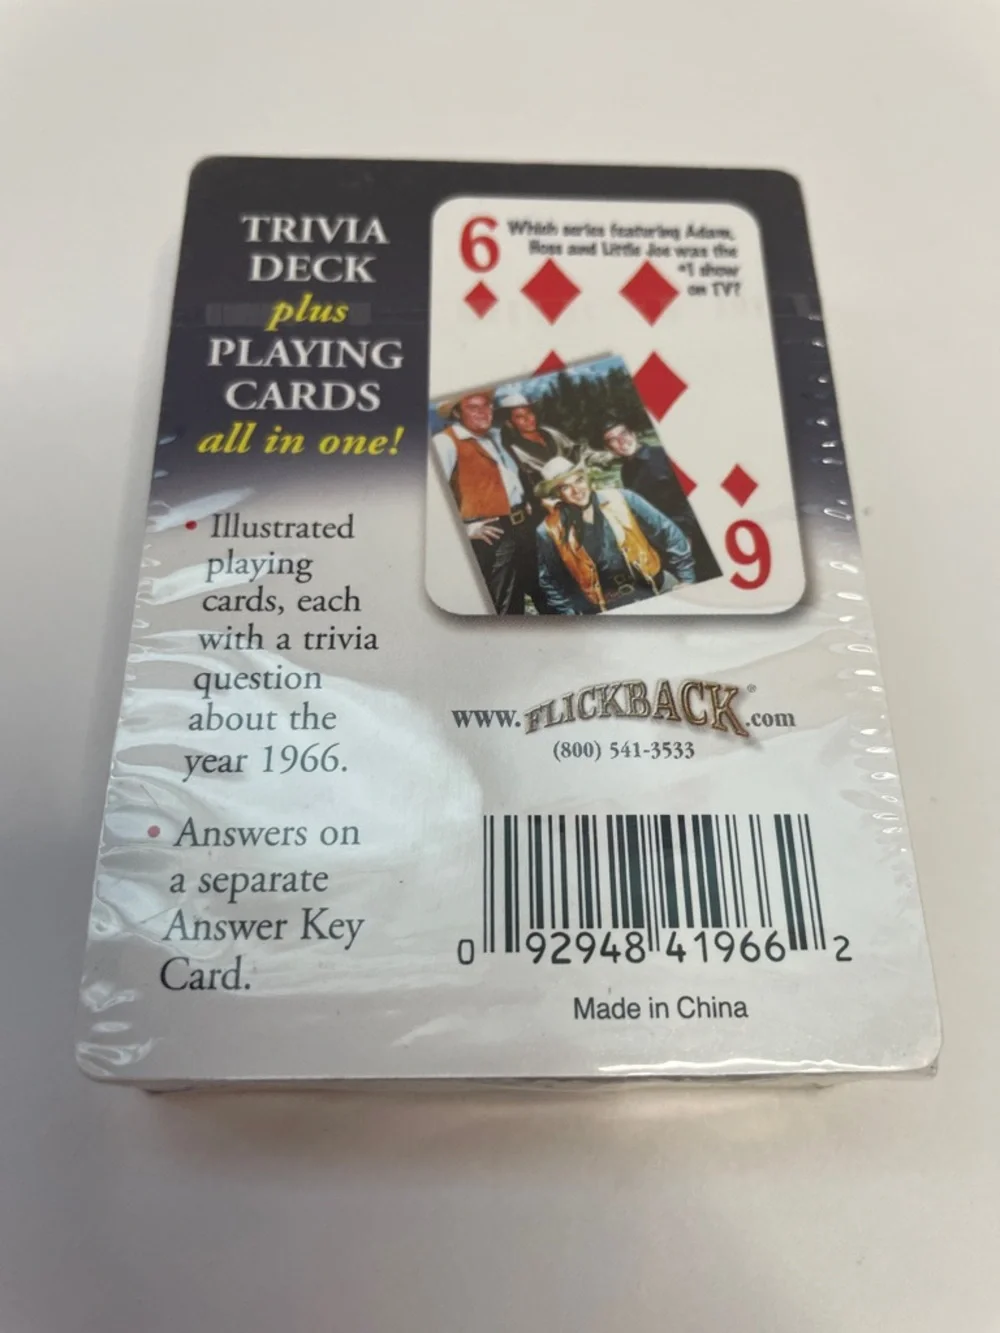 TRIVIA
DECK
plus
PLAYING
CARDS
all in one!
• Illustrated
playing
cards, each
with a trivia
question
about the
year 1966.
• Answers on
a separate
Answer Key
Card.
6
Which series featuring Adam,
Hoss and Little Joe was the
#1 show
on TV?
6
www.FLICKBACK®.com
(800) 541-3533
0 92948 41966 2
Made in China